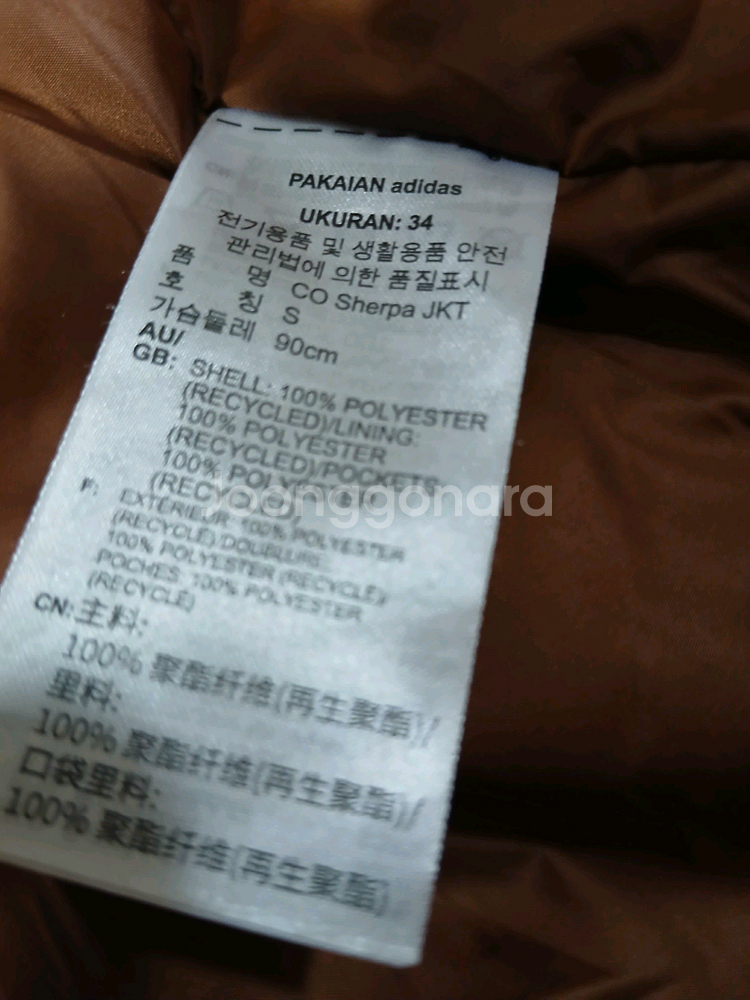 PAKAIAN adidas
UKURAN: 34
전기용품 및 생활용품 안전
관리법에 의한 품질표시
품 명 CO Sherpa JKT
호 칭 S
가슴둘레 90cm
AU/
GB: SHELL: 100% POLYESTER
(RECYCLED)/LINING:
100% POLYESTER
(RECYCLED)/POCKETS:
100% POLYESTER
(RECYCLED),
F: EXTÉRIEUR: 100% POLYESTER
(RECYCLÉ)/DOUBLURE:
100% POLYESTER (RECYCLÉ)/
POCHES: 100% POLYESTER
(RECYCLÉ)
CN: 主料:
100% 聚酯纤维(再生聚酯)/
里料:
100% 聚酯纤维(再生聚酯)/
口袋里料:
100% 聚酯纤维(再生聚酯)
Joonggonara